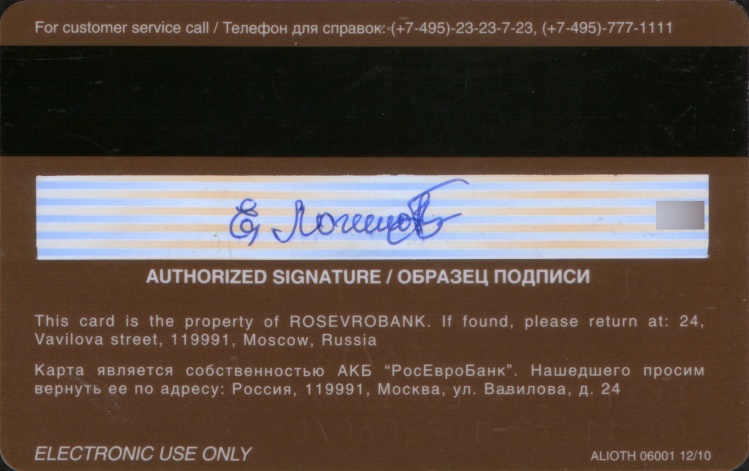 For customer service call / Телефон для справок: (+7-495)-23-23-7-23, (+7-495)-777-1111
AUTHORIZED SIGNATURE / ОБРАЗЕЦ ПОДПИСИ
This card is the property of ROSEVROBANK. If found, please return at: 24,
Vavilova street, 119991, Moscow, Russia
Карта является собственностью АКБ “РосЕвроБанк”. Нашедшего просим
вернуть ее по адресу: Россия, 119991, Москва, ул. Вавилова, д. 24
ELECTRONIC USE ONLY
ALIOTH 06001 12/10